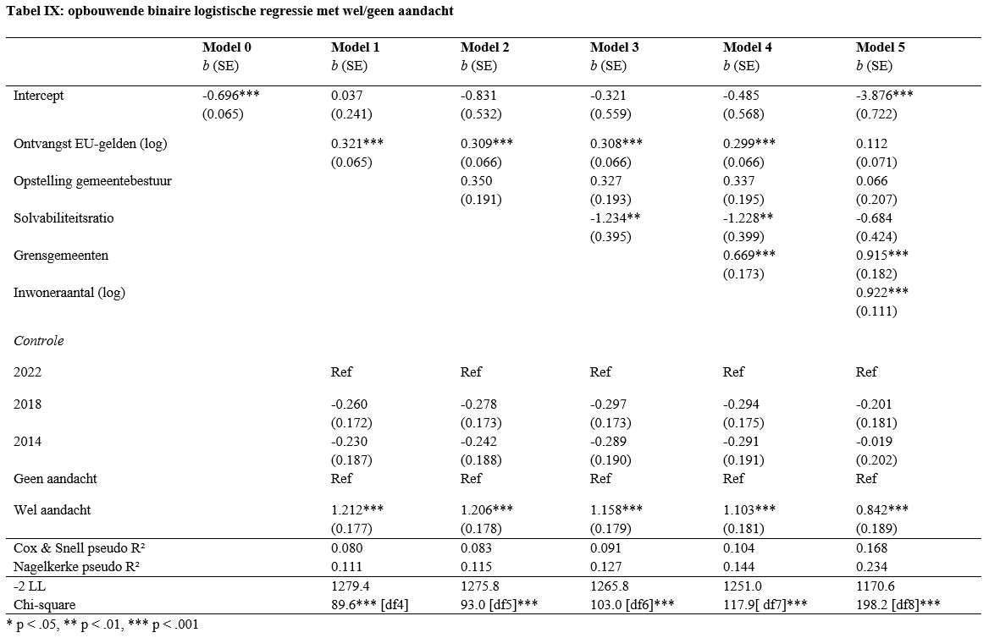 Tabel IX: opbouwende binaire logistische regressie met wel/geen aandacht
Model 0 Model 1 Model 2 Model 3 Model 4 Model 5
b (SE) b (SE) b (SE) b (SE) b (SE) b (SE)
Intercept -0.696*** 0.037 -0.831 -0.321 -0.485 -3.876***
(0.065) (0.241) (0.532) (0.559) (0.568) (0.722)
Ontvangst EU-gelden (log) 0.321*** 0.309*** 0.308*** 0.299*** 0.112
(0.065) (0.066) (0.066) (0.066) (0.071)
Opstelling gemeentebestuur 0.350 0.327 0.337 0.066
(0.191) (0.193) (0.195) (0.207)
Solvabiliteitsratio -1.234** -1.228** -0.684
(0.395) (0.399) (0.424)
Grensgemeenten 0.669*** 0.915***
(0.173) (0.182)
Inwoneraantal (log) 0.922***
(0.111)
Controle
2022 Ref Ref Ref Ref Ref
2018 -0.260 -0.278 -0.297 -0.294 -0.201
(0.172) (0.173) (0.173) (0.175) (0.181)
2014 -0.230 -0.242 -0.289 -0.291 -0.019
(0.187) (0.188) (0.190) (0.191) (0.202)
Geen aandacht Ref Ref Ref Ref Ref
Wel aandacht 1.212*** 1.206*** 1.158*** 1.103*** 0.842***
(0.177) (0.178) (0.179) (0.181) (0.189)
Cox & Snell pseudo R² 0.080 0.083 0.091 0.104 0.168
Nagelkerke pseudo R² 0.111 0.115 0.127 0.144 0.234
-2 LL 1279.4 1275.8 1265.8 1251.0 1170.6
Chi-square 89.6*** [df4] 93.0 [df5]*** 103.0 [df6]*** 117.9[ df7]*** 198.2 [df8]***
* p < .05, ** p < .01, *** p < .001